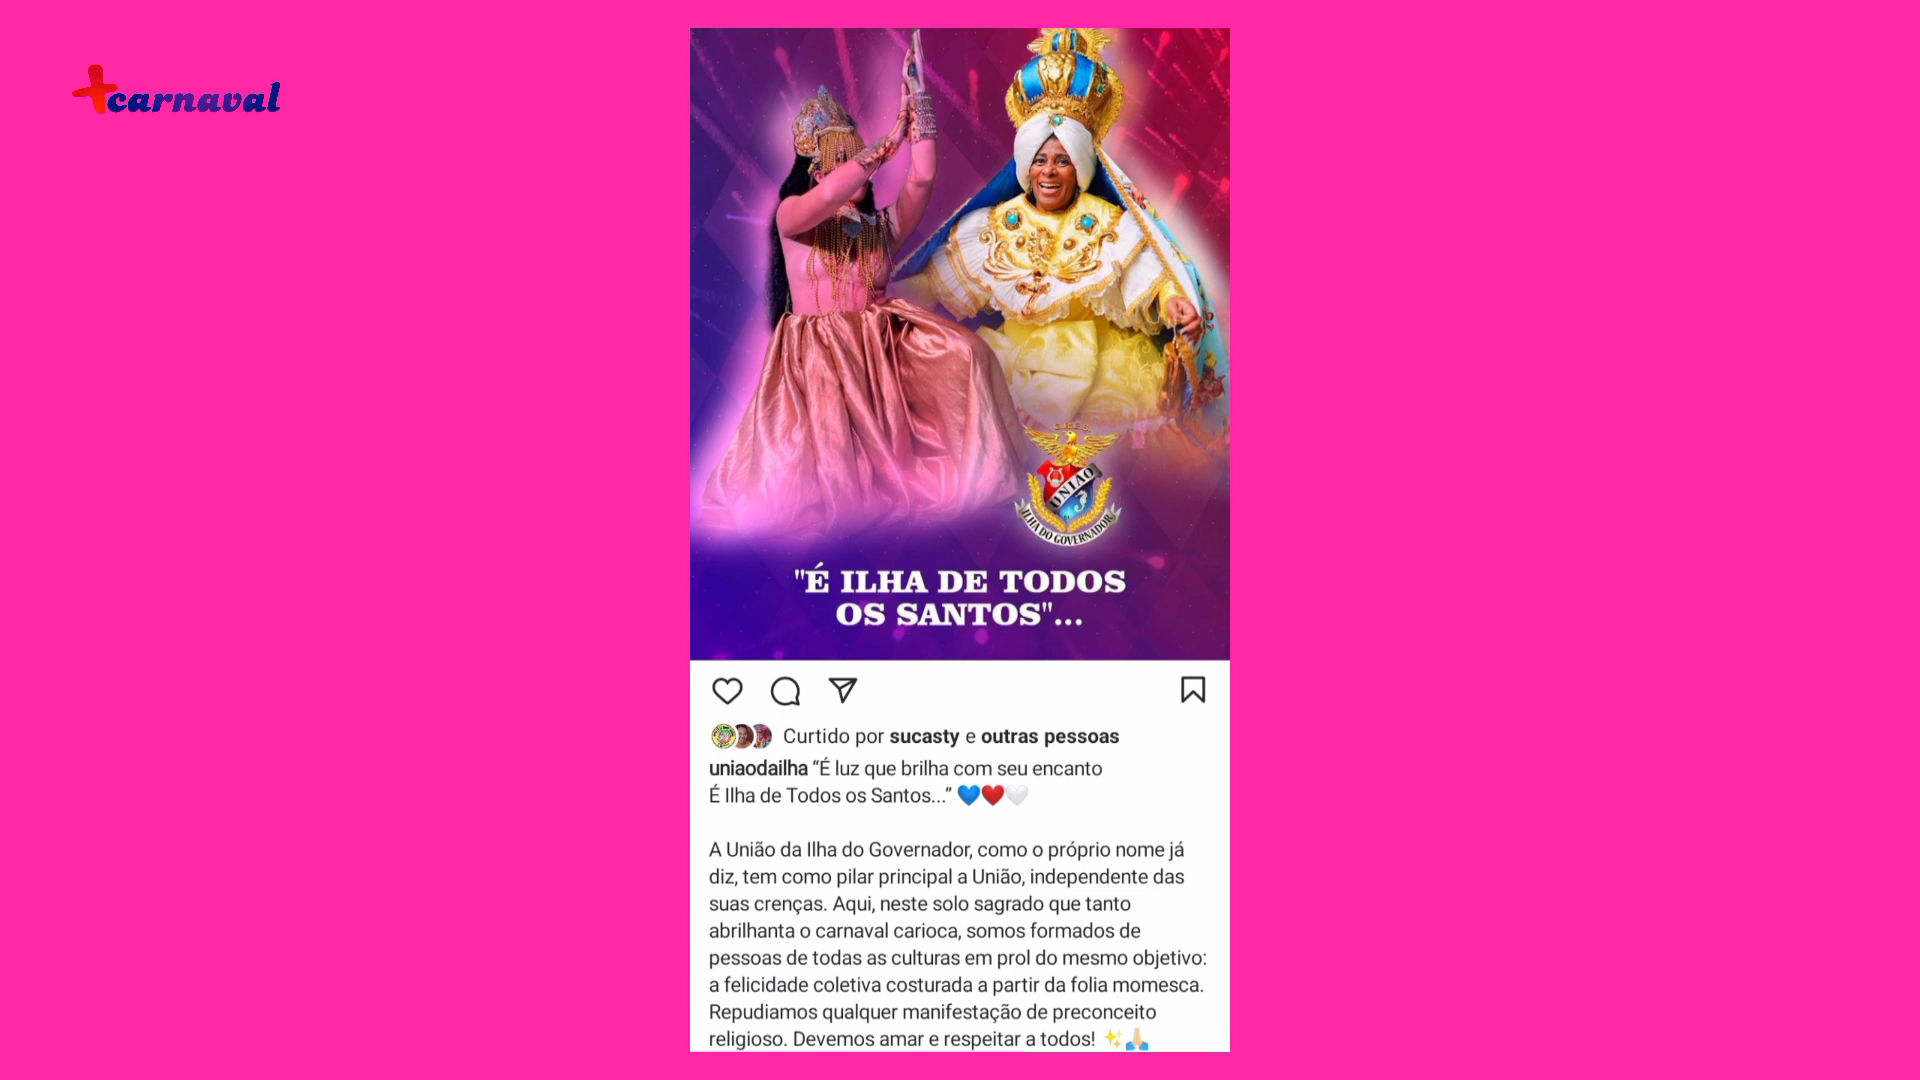 +carnaval
G.R.E.S.
UNIÃO
ILHA DO GOVERNADOR
"É ILHA DE TODOS
OS SANTOS"...
Curtido por sucasty e outras pessoas
uniaodailha “É luz que brilha com seu encanto
É Ilha de Todos os Santos...” 💙❤️🤍
A União da Ilha do Governador, como o próprio nome já
diz, tem como pilar principal a União, independente das
suas crenças. Aqui, neste solo sagrado que tanto
abrilhanta o carnaval carioca, somos formados de
pessoas de todas as culturas em prol do mesmo objetivo:
a felicidade coletiva costurada a partir da folia momesca.
Repudiamos qualquer manifestação de preconceito
religioso. Devemos amar e respeitar a todos! ✨🙏🏼